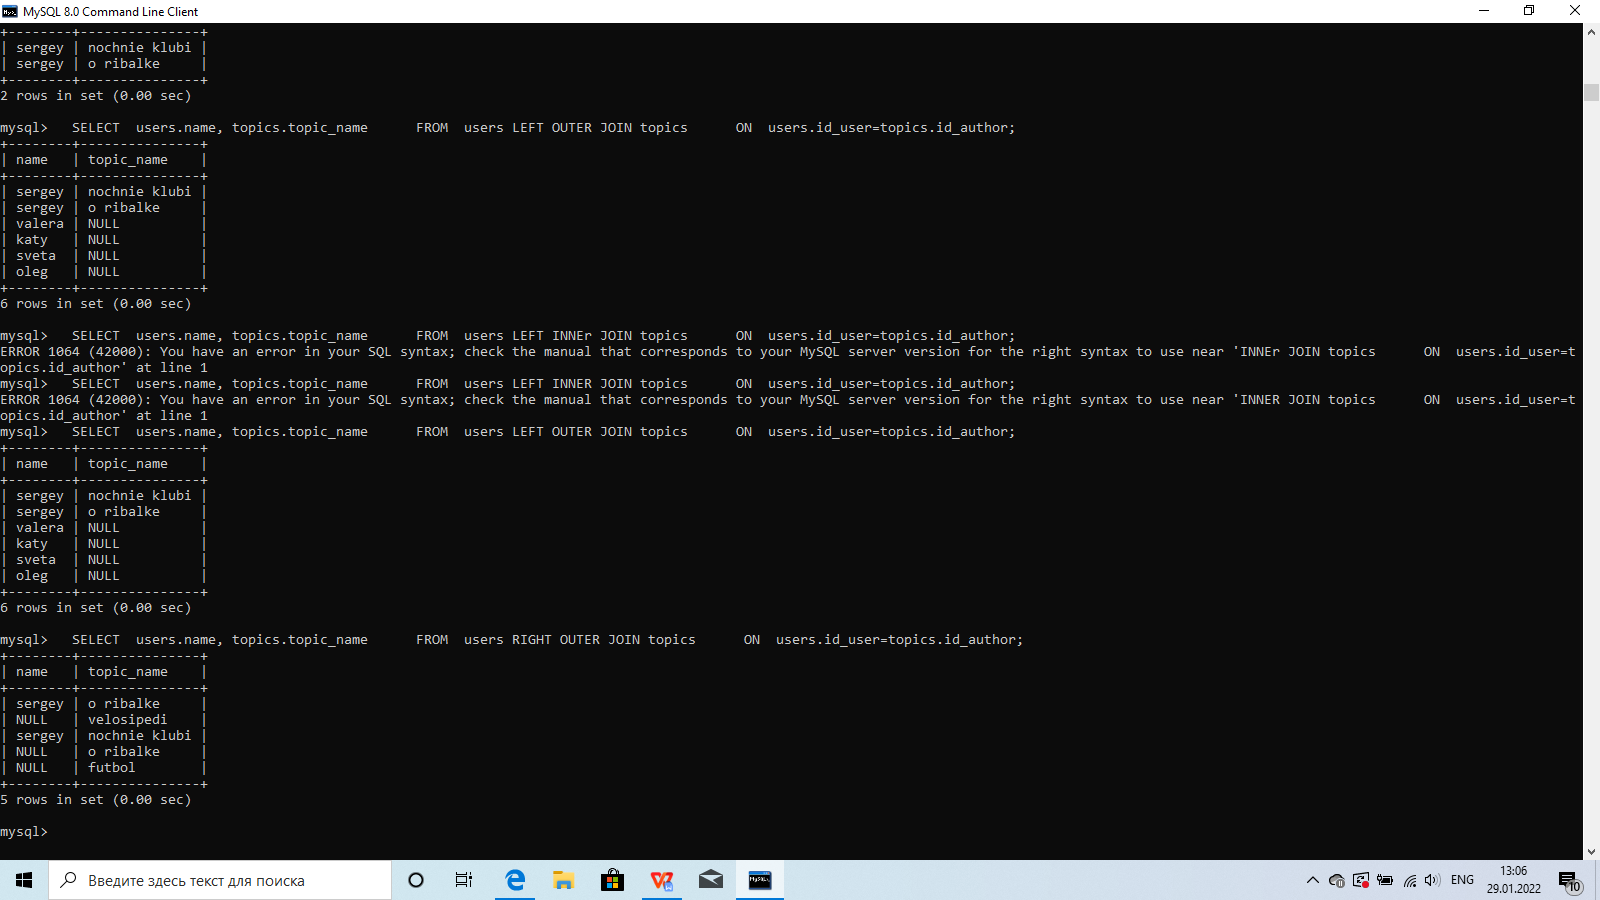 MySQL 8.0 Command Line Client
+--------+---------------+
| sergey | nochnie klubi |
| sergey | o ribalke     |
+--------+---------------+
2 rows in set (0.00 sec)
mysql>   SELECT  users.name, topics.topic_name      FROM  users LEFT OUTER JOIN topics      ON  users.id_user=topics.id_author;
+--------+---------------+
| name   | topic_name    |
+--------+---------------+
| sergey | nochnie klubi |
| sergey | o ribalke     |
| valera | NULL          |
| katy   | NULL          |
| sveta  | NULL          |
| oleg   | NULL          |
+--------+---------------+
6 rows in set (0.00 sec)
mysql>   SELECT  users.name, topics.topic_name      FROM  users LEFT INNEr JOIN topics      ON  users.id_user=topics.id_author;
ERROR 1064 (42000): You have an error in your SQL syntax; check the manual that corresponds to your MySQL server version for the right syntax to use near 'INNEr JOIN topics      ON  users.id_user=t
opics.id_author' at line 1
mysql>   SELECT  users.name, topics.topic_name      FROM  users LEFT INNER JOIN topics      ON  users.id_user=topics.id_author;
ERROR 1064 (42000): You have an error in your SQL syntax; check the manual that corresponds to your MySQL server version for the right syntax to use near 'INNER JOIN topics      ON  users.id_user=t
opics.id_author' at line 1
mysql>   SELECT  users.name, topics.topic_name      FROM  users LEFT OUTER JOIN topics      ON  users.id_user=topics.id_author;
+--------+---------------+
| name   | topic_name    |
+--------+---------------+
| sergey | nochnie klubi |
| sergey | o ribalke     |
| valera | NULL          |
| katy   | NULL          |
| sveta  | NULL          |
| oleg   | NULL          |
+--------+---------------+
6 rows in set (0.00 sec)
mysql>   SELECT  users.name, topics.topic_name      FROM  users RIGHT OUTER JOIN topics      ON  users.id_user=topics.id_author;
+--------+---------------+
| name   | topic_name    |
+--------+---------------+
| sergey | o ribalke     |
| NULL   | velosipedi    |
| sergey | nochnie klubi |
| NULL   | o ribalke     |
| NULL   | futbol        |
+--------+---------------+
5 rows in set (0.00 sec)
mysql>
Введите здесь текст для поиска
ENG
13:06
29.01.2022
10